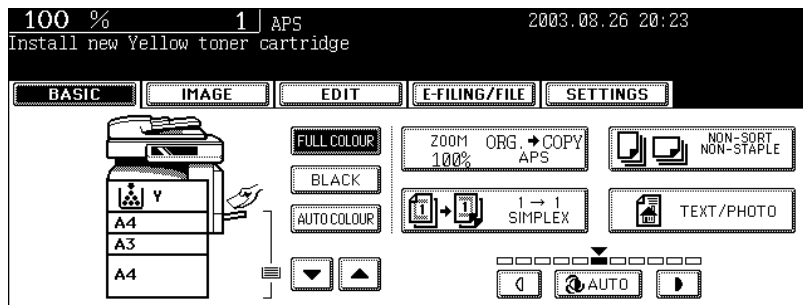 100 % 1 APS 2003.08.26 20:23
Install new Yellow toner cartridge
BASIC IMAGE EDIT E-FILING/FILE SETTINGS
FULL COLOUR
BLACK
AUTO COLOUR
Y
A4
A3
A4
ZOOM ORG.➔COPY
100% APS
NON-SORT
NON-STAPLE
1 1 1 → 1
SIMPLEX
TEXT/PHOTO
AUTO